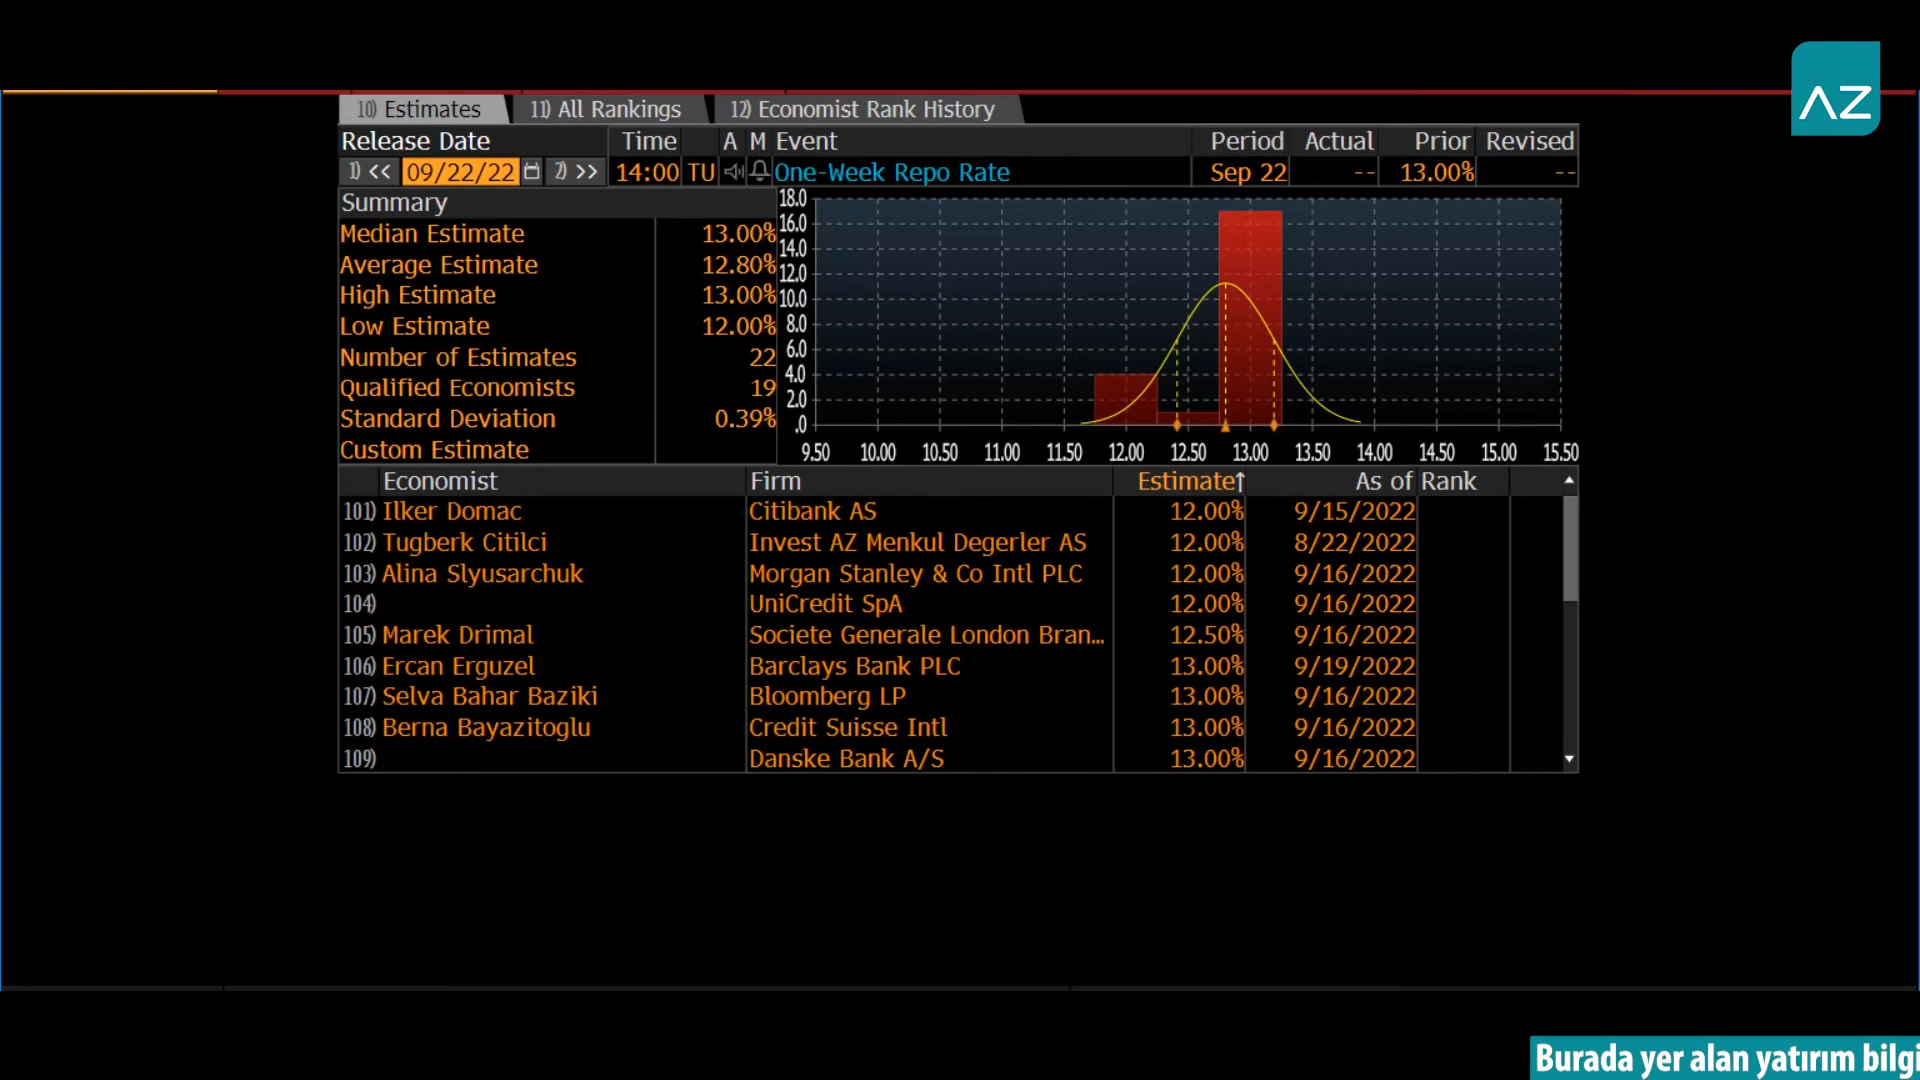 AZ
10) Estimates 11) All Rankings 12) Economist Rank History
Release Date Time A M Event Period Actual Prior Revised
1) << 09/22/22 2) >> 14:00 TU One-Week Repo Rate Sep 22 -- 13.00% --
Summary
Median Estimate 13.00%
Average Estimate 12.80%
High Estimate 13.00%
Low Estimate 12.00%
Number of Estimates 22
Qualified Economists 19
Standard Deviation 0.39%
Custom Estimate
18.0
16.0
14.0
12.0
10.0
8.0
6.0
4.0
2.0
.0
9.50 10.00 10.50 11.00 11.50 12.00 12.50 13.00 13.50 14.00 14.50 15.00 15.50
Economist Firm Estimate↑ As of Rank
101) Ilker Domac Citibank AS 12.00% 9/15/2022
102) Tugberk Citilci Invest AZ Menkul Degerler AS 12.00% 8/22/2022
103) Alina Slyusarchuk Morgan Stanley & Co Intl PLC 12.00% 9/16/2022
104) UniCredit SpA 12.00% 9/16/2022
105) Marek Drimal Societe Generale London Bran... 12.50% 9/16/2022
106) Ercan Erguzel Barclays Bank PLC 13.00% 9/19/2022
107) Selva Bahar Baziki Bloomberg LP 13.00% 9/16/2022
108) Berna Bayazitoglu Credit Suisse Intl 13.00% 9/16/2022
109) Danske Bank A/S 13.00% 9/16/2022
Burada yer alan yatırım bilgi